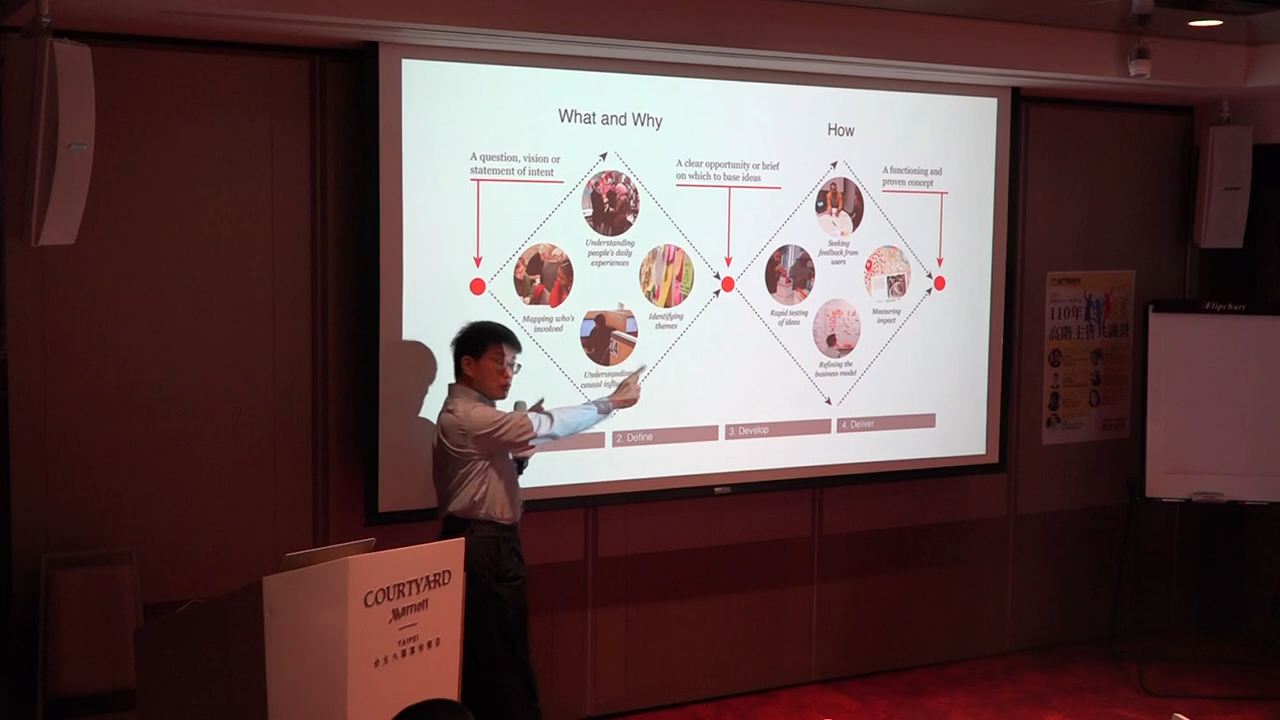 What and Why
How
A question, vision or
statement of intent
A clear opportunity or brief
on which to base ideas
A functioning and
proven concept
Understanding
people's daily
experiences
Seeking
feedback from
users
Mapping who's
involved
Identifying
themes
Rapid testing
of ideas
Measuring
impact
Understanding
causal
Refining the
business model
2. Define
3. Develop
4. Deliver
110年
高階主管共識營
Flipchart
COURTYARD
Marriott
TAIPEI